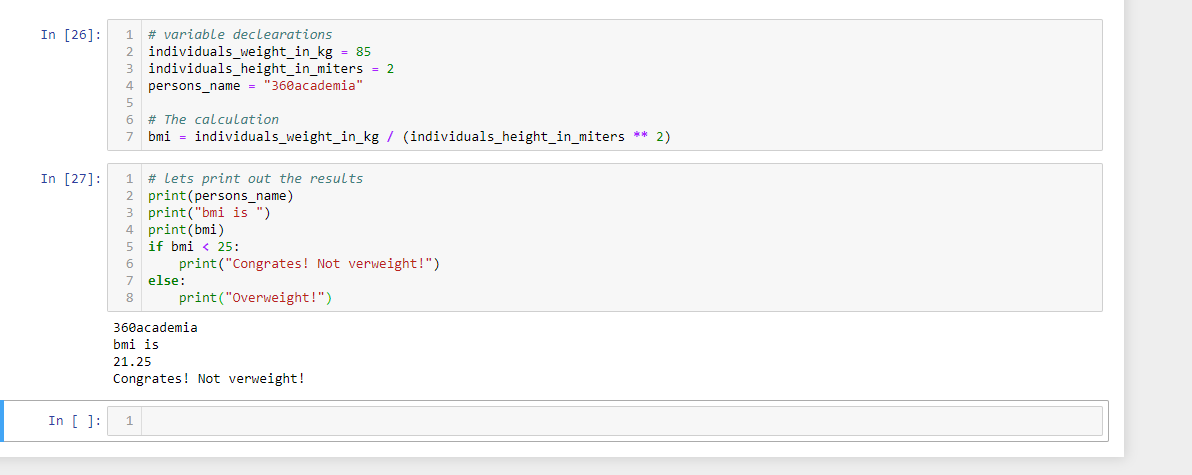 In [26]:
1 # variable declearations
2 individuals_weight_in_kg = 85
3 individuals_height_in_miters = 2
4 persons_name = "360academia"
5
6 # The calculation
7 bmi = individuals_weight_in_kg / (individuals_height_in_miters ** 2)
In [27]:
1 # lets print out the results
2 print(persons_name)
3 print("bmi is ")
4 print(bmi)
5 if bmi < 25:
6     print("Congrates! Not verweight!")
7 else:
8     print("Overweight!")
360academia
bmi is
21.25
Congrates! Not verweight!
In [ ]:
1